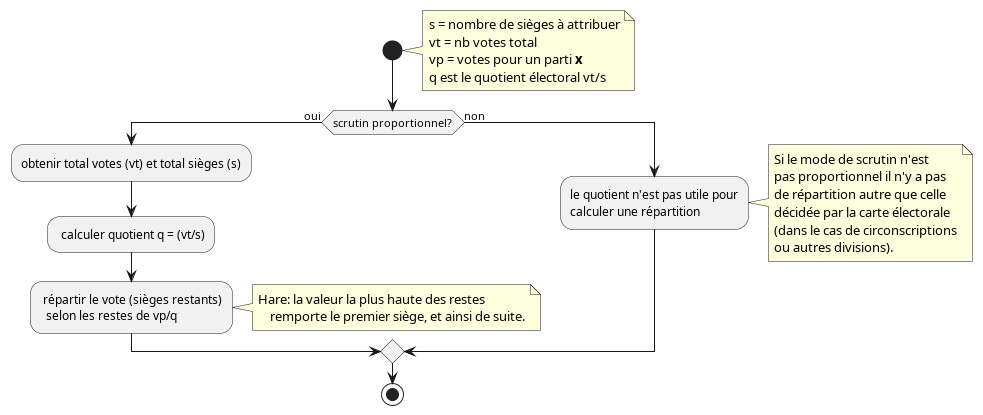 s = nombre de sièges à attribuer
vt = nb votes total
vp = votes pour un parti x
q est le quotient électoral vt/s
oui
scrutin proportionnel?
non
obtenir total votes (vt) et total sièges (s)
calculer quotient q = (vt/s)
répartir le vote (sièges restants)
selon les restes de vp/q
Hare: la valeur la plus haute des restes
remporte le premier siège, et ainsi de suite.
le quotient n'est pas utile pour
calculer une répartition
Si le mode de scrutin n'est
pas proportionnel il n'y a pas
de répartition autre que celle
décidée par la carte électorale
(dans le cas de circonscriptions
ou autres divisions).